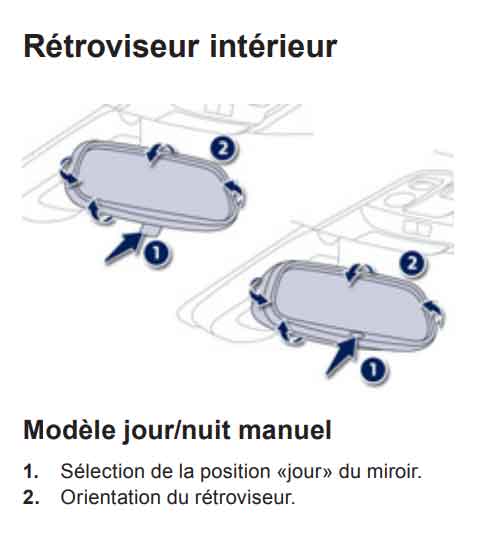 Rétroviseur intérieur
2
1
2
1
Modèle jour/nuit manuel
1. Sélection de la position «jour» du miroir.
2. Orientation du rétroviseur.